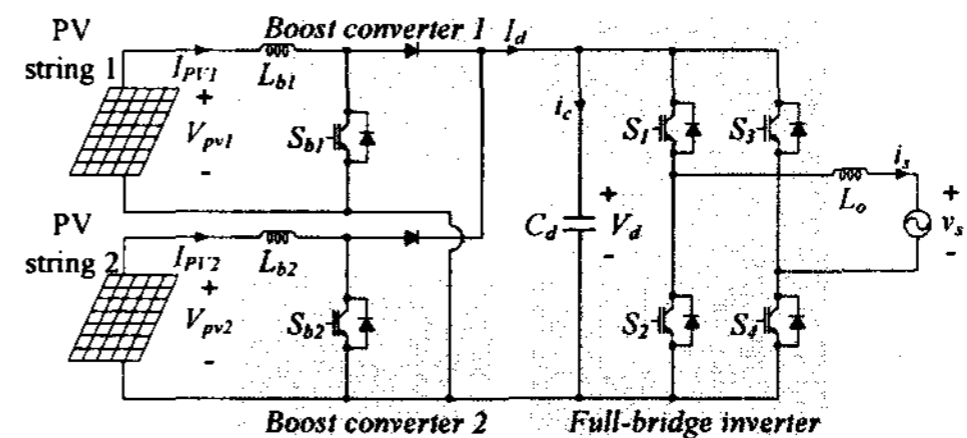 PV
string 1
Boost converter 1
I_d
I_PV1
L_b1
+
V_pv1
-
S_b1
i_c
S_1
S_3
i_s
L_o
+
v_s
-
C_d
+
V_d
-
PV
string 2
I_PV2
L_b2
+
V_pv2
-
S_b2
S_2
S_4
Boost converter 2
Full-bridge inverter